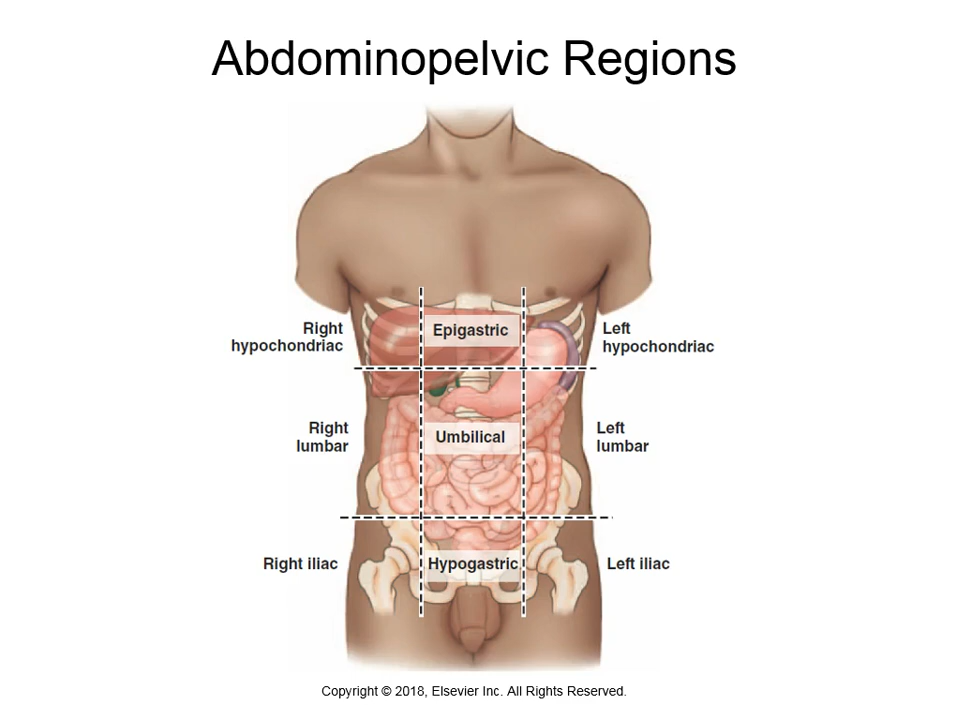 Abdominopelvic Regions
Right
hypochondriac
Epigastric
Left
hypochondriac
Right
lumbar
Umbilical
Left
lumbar
Right iliac
Hypogastric
Left iliac
Copyright © 2018, Elsevier Inc. All Rights Reserved.